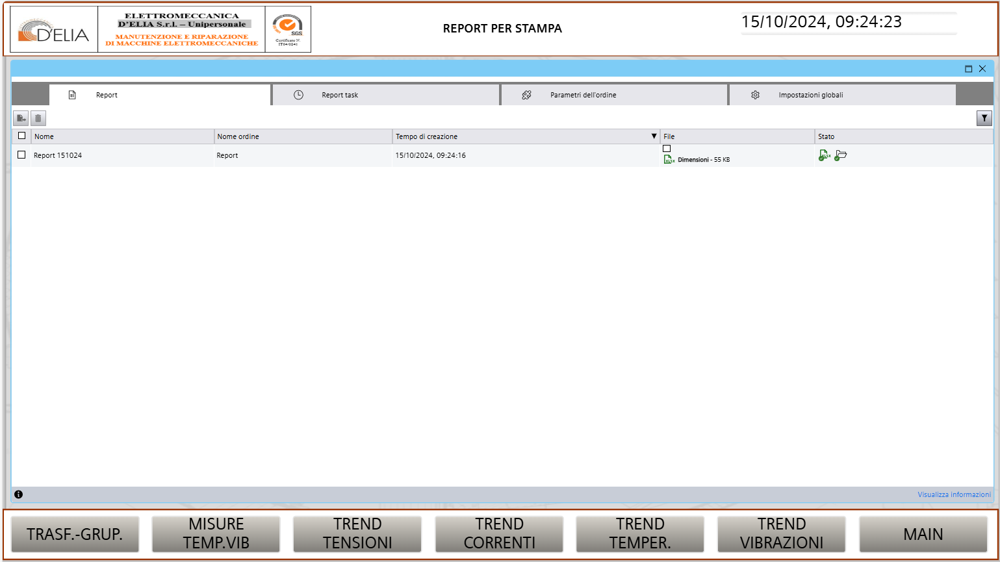 D'ELIA
ELETTROMECCANICA
D'ELIA S.r.l. – Unipersonale
MANUTENZIONE E RIPARAZIONE
DI MACCHINE ELETTROMECCANICHE
SGS
Certificato N.
IT04/0241
REPORT PER STAMPA
15/10/2024, 09:24:23
Report
Report task
Parametri dell'ordine
Impostazioni globali
Nome
Nome ordine
Tempo di creazione
File
Stato
Report 151024
Report
15/10/2024, 09:24:16
XLSX Dimensioni - 55 KB
XLSX
Visualizza informazioni
TRASF.-GRUP.
MISURE
TEMP.VIB
TREND
TENSIONI
TREND
CORRENTI
TREND
TEMPER.
TREND
VIBRAZIONI
MAIN